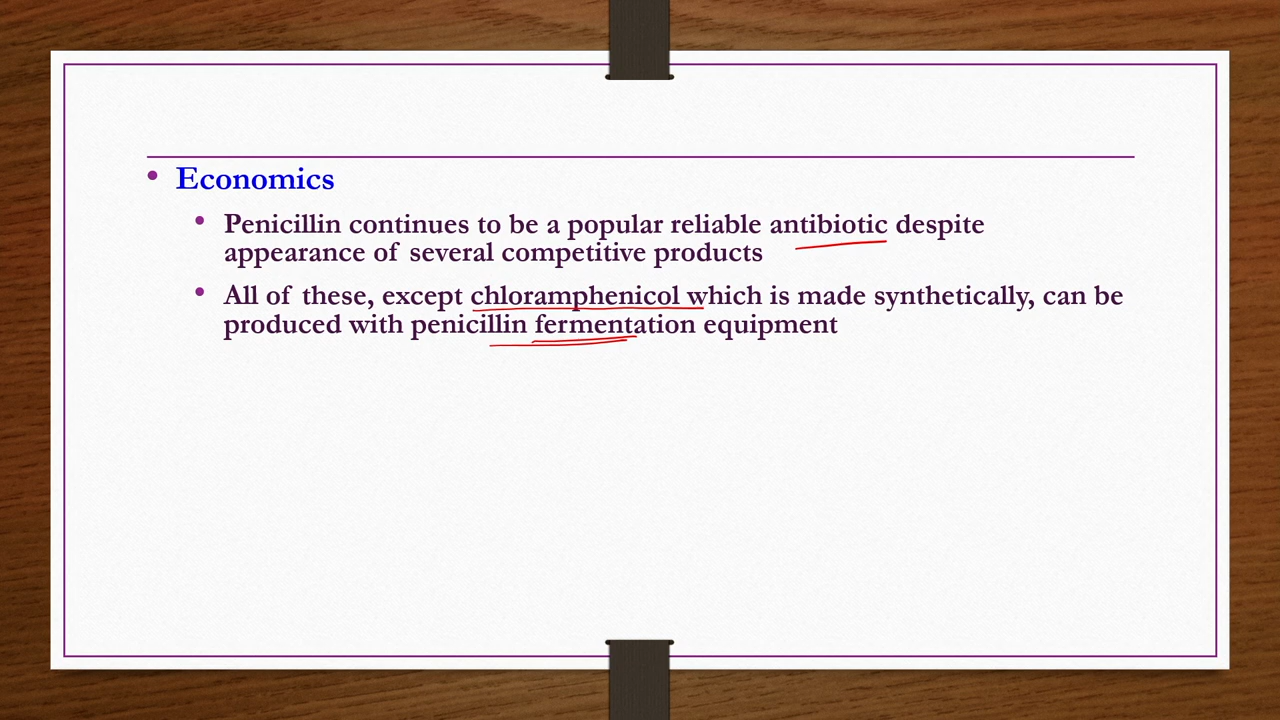 • Economics
• Penicillin continues to be a popular reliable antibiotic despite
appearance of several competitive products
• All of these, except chloramphenicol which is made synthetically, can be
produced with penicillin fermentation equipment